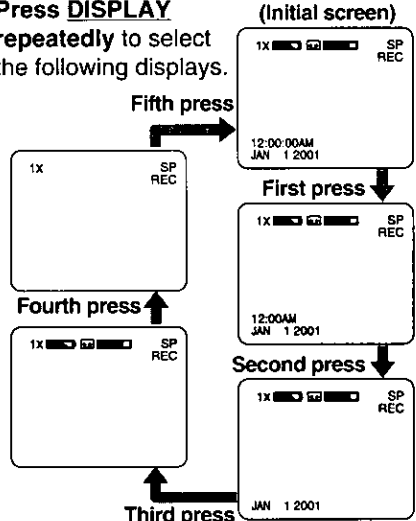 Press DISPLAY
repeatedly to select
the following displays.
(Initial screen)
1X SP
REC
12:00:00AM
JAN 1 2001
First press
1X SP
REC
12:00AM
JAN 1 2001
Second press
1X SP
REC
JAN 1 2001
Third press
1X SP
REC
Fourth press
1X SP
REC
Fifth press